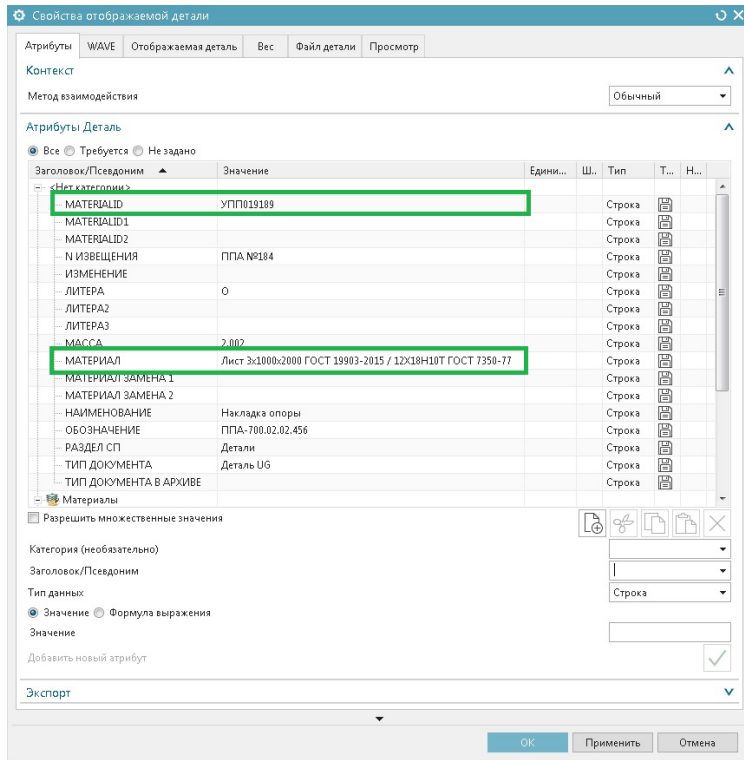 Свойства отображаемой детали
Атрибуты WAVE Отображаемая деталь Вес Файл детали Просмотр
Контекст
Метод взаимодействия Обычный
Атрибуты Деталь
Все Требуется Не задано
Заголовок/Псевдоним Значение Едини... Ш... Тип Т... Н...
<Нет категории>
MATERIALID УПП019189 Строка
MATERIALID1 Строка
MATERIALID2 Строка
N ИЗВЕЩЕНИЯ ППА №184 Строка
ИЗМЕНЕНИЕ Строка
ЛИТЕРА О Строка
ЛИТЕРА2 Строка
ЛИТЕРА3 Строка
МАССА 2.002 Строка
МАТЕРИАЛ Лист 3х1000х2000 ГОСТ 19903-2015 / 12Х18Н10Т ГОСТ 7350-77 Строка
МАТЕРИАЛ ЗАМЕНА 1 Строка
МАТЕРИАЛ ЗАМЕНА 2 Строка
НАИМЕНОВАНИЕ Накладка опоры Строка
ОБОЗНАЧЕНИЕ ППА-700.02.02.456 Строка
РАЗДЕЛ СП Детали Строка
ТИП ДОКУМЕНТА Деталь UG Строка
ТИП ДОКУМЕНТА В АРХИВЕ Строка
Материалы
Разрешить множественные значения
Категория (необязательно)
Заголовок/Псевдоним
Тип данных Строка
Значение Формула выражения
Значение
Добавить новый атрибут
Экспорт
ОК Применить Отмена